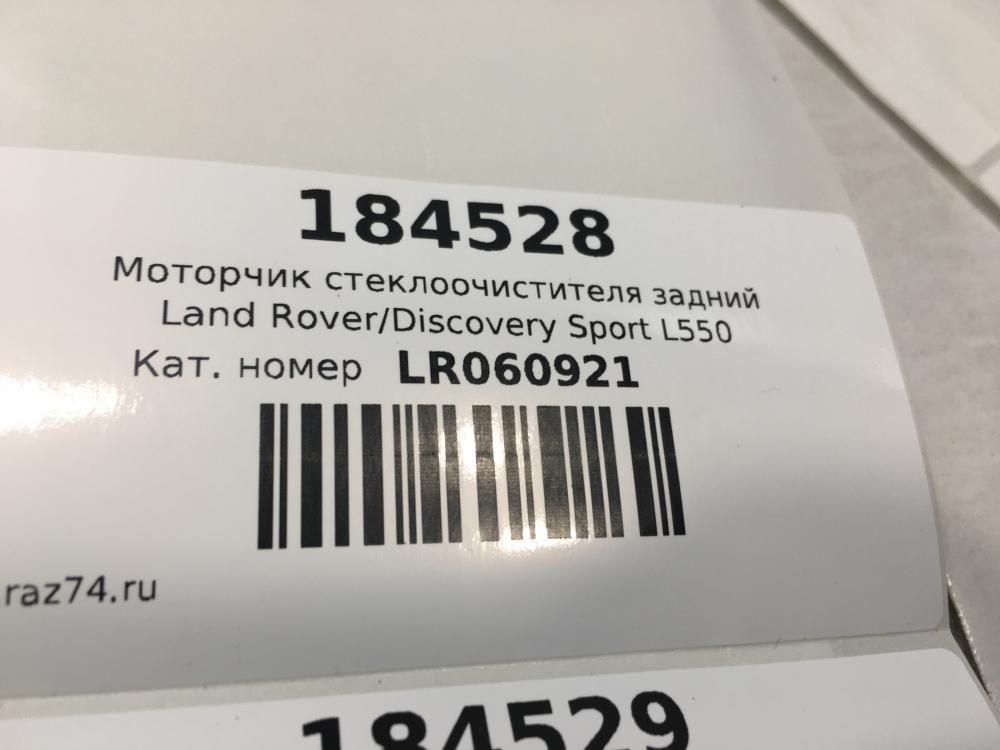 184528
Моторчик стеклоочистителя задний
Land Rover/Discovery Sport L550
Кат. номер LR060921
raz74.ru
184529